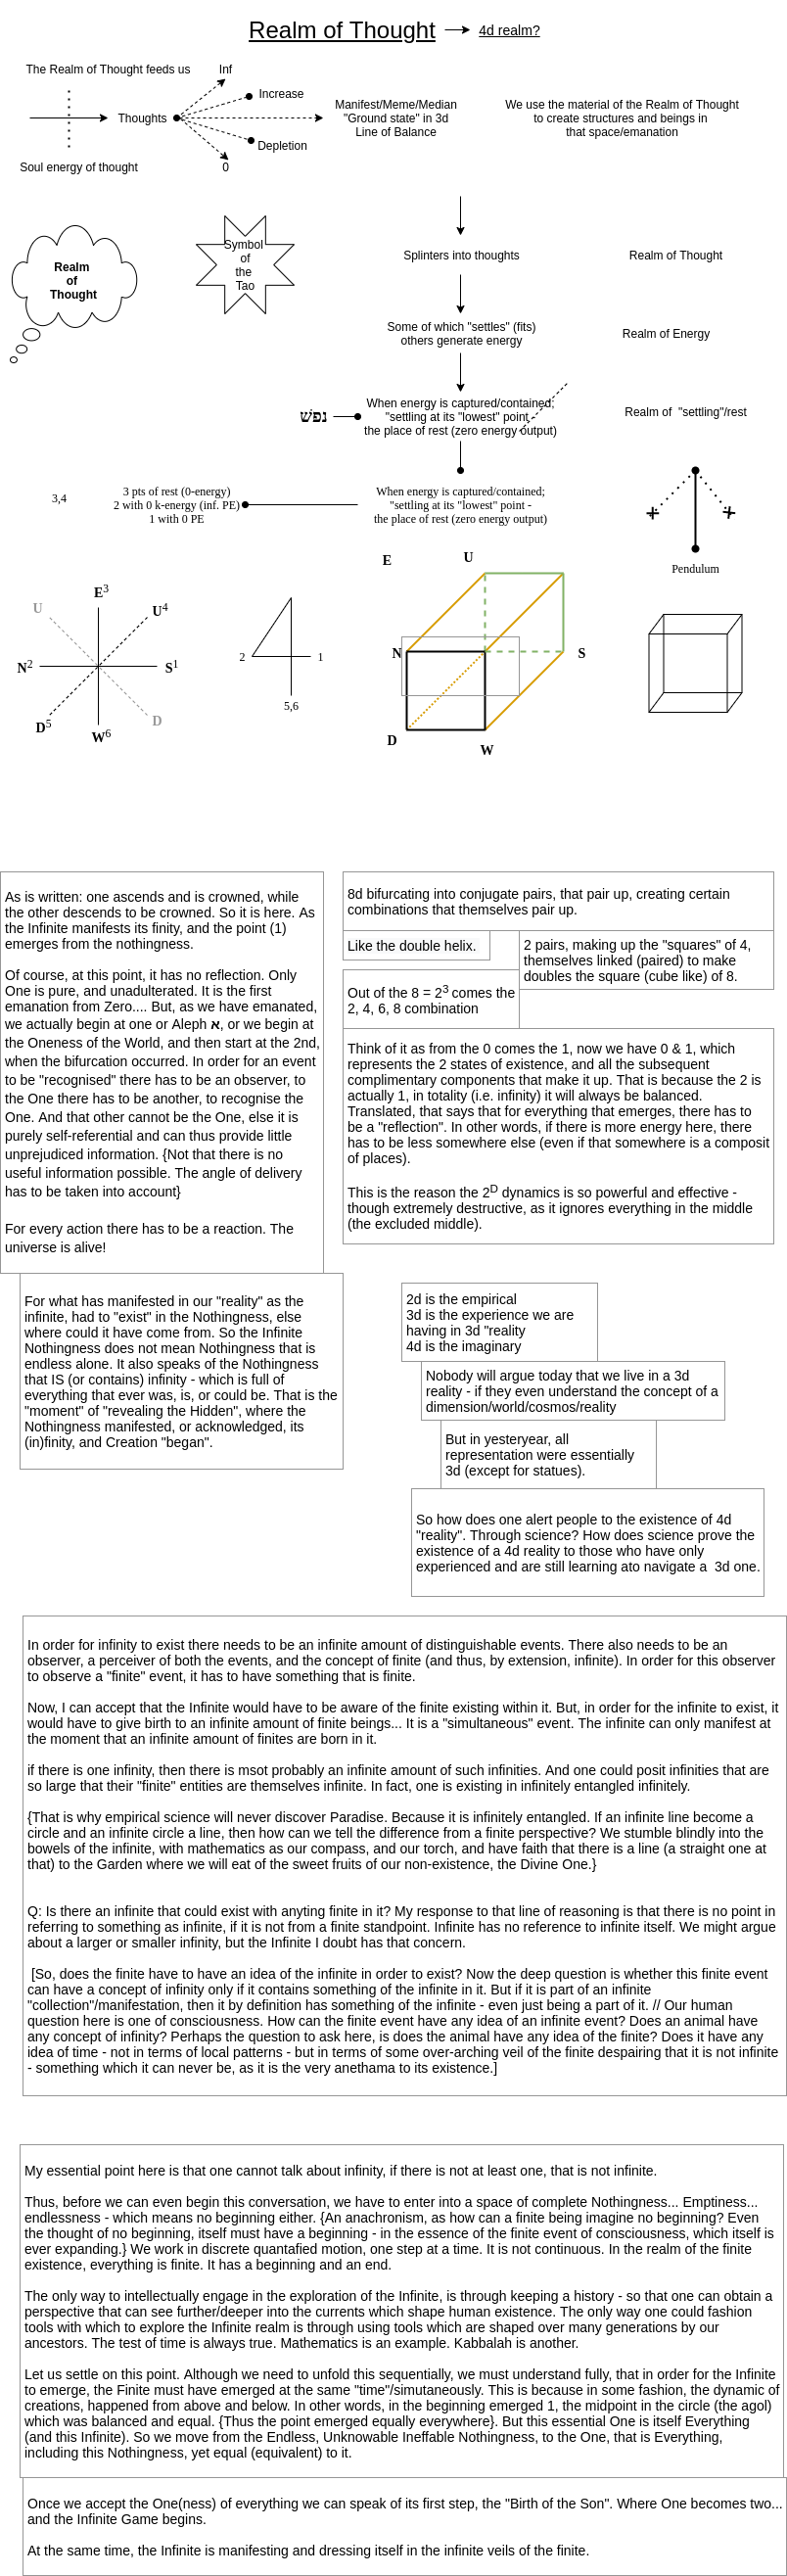 Realm of Thought
4d realm?
The Realm of Thought feeds us
Inf
Increase
Thoughts
Manifest/Meme/Median
"Ground state" in 3d
Line of Balance
We use the material of the Realm of Thought
to create structures and beings in
that space/emanation
Depletion
Soul energy of thought
0
Realm
of
Thought
Symbol
of
the
Tao
Splinters into thoughts
Realm of Thought
Some of which "settles" (fits)
others generate energy
Realm of Energy
נפש
When energy is captured/contained;
"settling at its "lowest" point -
the place of rest (zero energy output)
Realm of  "settling"/rest
3,4
3 pts of rest (0-energy)
2 with 0 k-energy (inf. PE)
1 with 0 PE
When energy is captured/contained;
"settling at its "lowest" point -
the place of rest (zero energy output)
Pendulum
E3
U
U4
N2
S1
D5
D
W6
2
1
5,6
E
U
N
S
D
W
As is written: one ascends and is crowned, while
the other descends to be crowned. So it is here. As
the Infinite manifests its finity, and the point (1)
emerges from the nothingness.
Of course, at this point, it has no reflection. Only
One is pure, and unadulterated. It is the first
emanation from Zero.... But, as we have emanated,
we actually begin at one or Aleph א, or we begin at
the Oneness of the World, and then start at the 2nd,
when the bifurcation occurred. In order for an event
to be "recognised" there has to be an observer, to
the One there has to be another, to recognise the
One. And that other cannot be the One, else it is
purely self-referential and can thus provide little
unprejudiced information. {Not that there is no
useful information possible. The angle of delivery
has to be taken into account}
For every action there has to be a reaction. The
universe is alive!
8d bifurcating into conjugate pairs, that pair up, creating certain
combinations that themselves pair up.
Like the double helix.
2 pairs, making up the "squares" of 4,
themselves linked (paired) to make
doubles the square (cube like) of 8.
Out of the 8 = 23 comes the
2, 4, 6, 8 combination
Think of it as from the 0 comes the 1, now we have 0 & 1, which
represents the 2 states of existence, and all the subsequent
complimentary components that make it up. That is because the 2 is
actually 1, in totality (i.e. infinity) it will always be balanced.
Translated, that says that for everything that emerges, there has to
be a "reflection". In other words, if there is more energy here, there
has to be less somewhere else (even if that somewhere is a composit
of places).
This is the reason the 2D dynamics is so powerful and effective -
though extremely destructive, as it ignores everything in the middle
(the excluded middle).
For what has manifested in our "reality" as the
infinite, had to "exist" in the Nothingness, else
where could it have come from. So the Infinite
Nothingness does not mean Nothingness that is
endless alone. It also speaks of the Nothingness
that IS (or contains) infinity - which is full of
everything that ever was, is, or could be. That is the
"moment" of "revealing the Hidden", where the
Nothingness manifested, or acknowledged, its
(in)finity, and Creation "began".
2d is the empirical
3d is the experience we are
having in 3d "reality
4d is the imaginary
Nobody will argue today that we live in a 3d
reality - if they even understand the concept of a
dimension/world/cosmos/reality
But in yesteryear, all
representation were essentially
3d (except for statues).
So how does one alert people to the existence of 4d
"reality". Through science? How does science prove the
existence of a 4d reality to those who have only
experienced and are still learning ato navigate a  3d one.
In order for infinity to exist there needs to be an infinite amount of distinguishable events. There also needs to be an
observer, a perceiver of both the events, and the concept of finite (and thus, by extension, infinite). In order for this observer
to observe a "finite" event, it has to have something that is finite.
Now, I can accept that the Infinite would have to be aware of the finite existing within it. But, in order for the infinite to exist, it
would have to give birth to an infinite amount of finite beings... It is a "simultaneous" event. The infinite can only manifest at
the moment that an infinite amount of finites are born in it.
if there is one infinity, then there is msot probably an infinite amount of such infinities. And one could posit infinities that are
so large that their "finite" entities are themselves infinite. In fact, one is existing in infinitely entangled infinitely.
{That is why empirical science will never discover Paradise. Because it is infinitely entangled. If an infinite line become a
circle and an infinite circle a line, then how can we tell the difference from a finite perspective? We stumble blindly into the
bowels of the infinite, with mathematics as our compass, and our torch, and have faith that there is a line (a straight one at
that) to the Garden where we will eat of the sweet fruits of our non-existence, the Divine One.}
Q: Is there an infinite that could exist with anyting finite in it? My response to that line of reasoning is that there is no point in
referring to something as infinite, if it is not from a finite standpoint. Infinite has no reference to infinite itself. We might argue
about a larger or smaller infinity, but the Infinite I doubt has that concern.
[So, does the finite have to have an idea of the infinite in order to exist? Now the deep question is whether this finite event
can have a concept of infinity only if it contains something of the infinite in it. But if it is part of an infinite
"collection"/manifestation, then it by definition has something of the infinite - even just being a part of it. // Our human
question here is one of consciousness. How can the finite event have any idea of an infinite event? Does an animal have
any concept of infinity? Perhaps the question to ask here, is does the animal have any idea of the finite? Does it have any
idea of time - not in terms of local patterns - but in terms of some over-arching veil of the finite despairing that it is not infinite
- something which it can never be, as it is the very anethama to its existence.]
My essential point here is that one cannot talk about infinity, if there is not at least one, that is not infinite.
Thus, before we can even begin this conversation, we have to enter into a space of complete Nothingness... Emptiness...
endlessness - which means no beginning either. {An anachronism, as how can a finite being imagine no beginning? Even
the thought of no beginning, itself must have a beginning - in the essence of the finite event of consciousness, which itself is
ever expanding.} We work in discrete quantafied motion, one step at a time. It is not continuous. In the realm of the finite
existence, everything is finite. It has a beginning and an end.
The only way to intellectually engage in the exploration of the Infinite, is through keeping a history - so that one can obtain a
perspective that can see further/deeper into the currents which shape human existence. The only way one could fashion
tools with which to explore the Infinite realm is through using tools which are shaped over many generations by our
ancestors. The test of time is always true. Mathematics is an example. Kabbalah is another.
Let us settle on this point. Although we need to unfold this sequentially, we must understand fully, that in order for the Infinite
to emerge, the Finite must have emerged at the same "time"/simutaneously. This is because in some fashion, the dynamic of
creations, happened from above and below. In other words, in the beginning emerged 1, the midpoint in the circle (the agol)
which was balanced and equal. {Thus the point emerged equally everywhere}. But this essential One is itself Everything
(and this Infinite). So we move from the Endless, Unknowable Ineffable Nothingness, to the One, that is Everything,
including this Nothingness, yet equal (equivalent) to it.
Once we accept the One(ness) of everything we can speak of its first step, the "Birth of the Son". Where One becomes two...
and the Infinite Game begins.
At the same time, the Infinite is manifesting and dressing itself in the infinite veils of the finite.